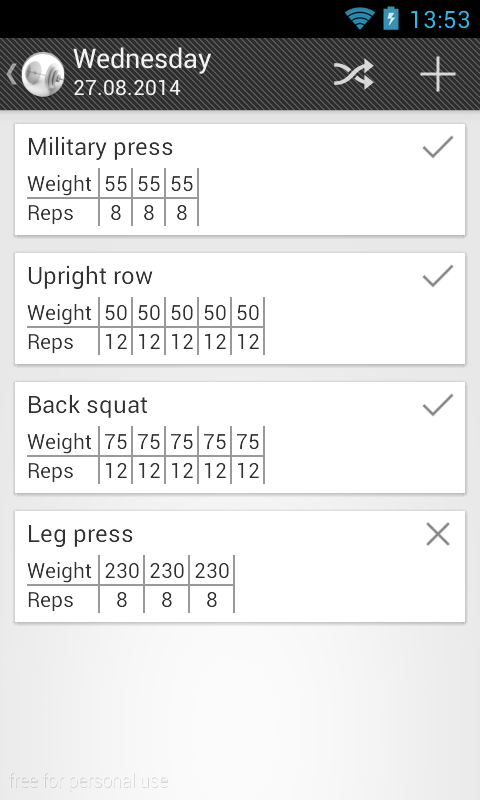 13:53
Wednesday
27.08.2014
Military press
Weight 55 55 55
Reps 8 8 8
Upright row
Weight 50 50 50 50 50
Reps 12 12 12 12 12
Back squat
Weight 75 75 75 75 75
Reps 12 12 12 12 12
Leg press
Weight 230 230 230
Reps 8 8 8
free for personal use